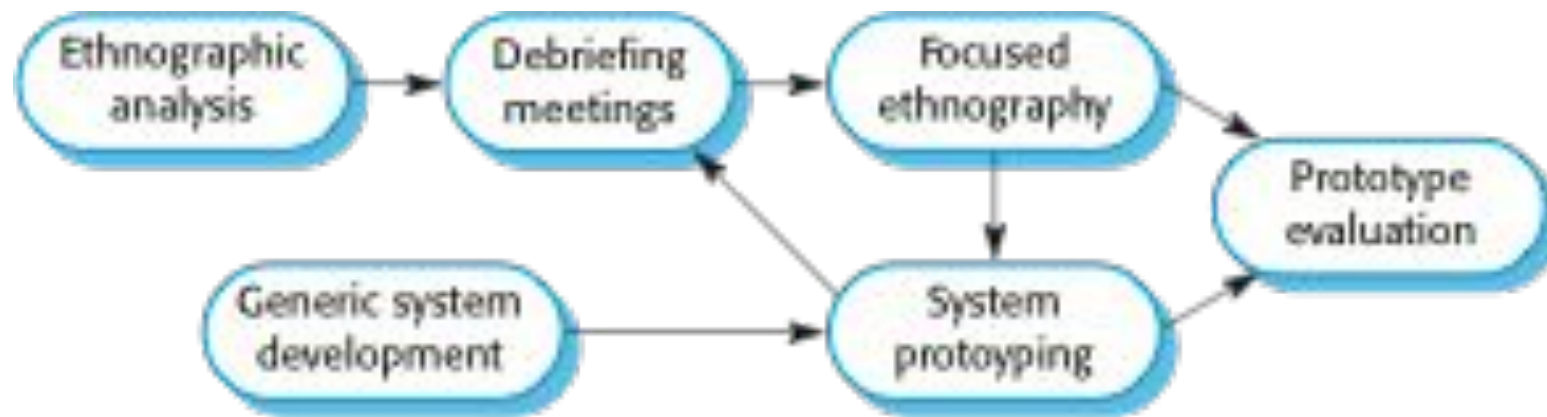 Ethnographic
analysis
Debriefing
meetings
Focused
ethnography
Prototype
evaluation
Generic system
development
System
protoyping